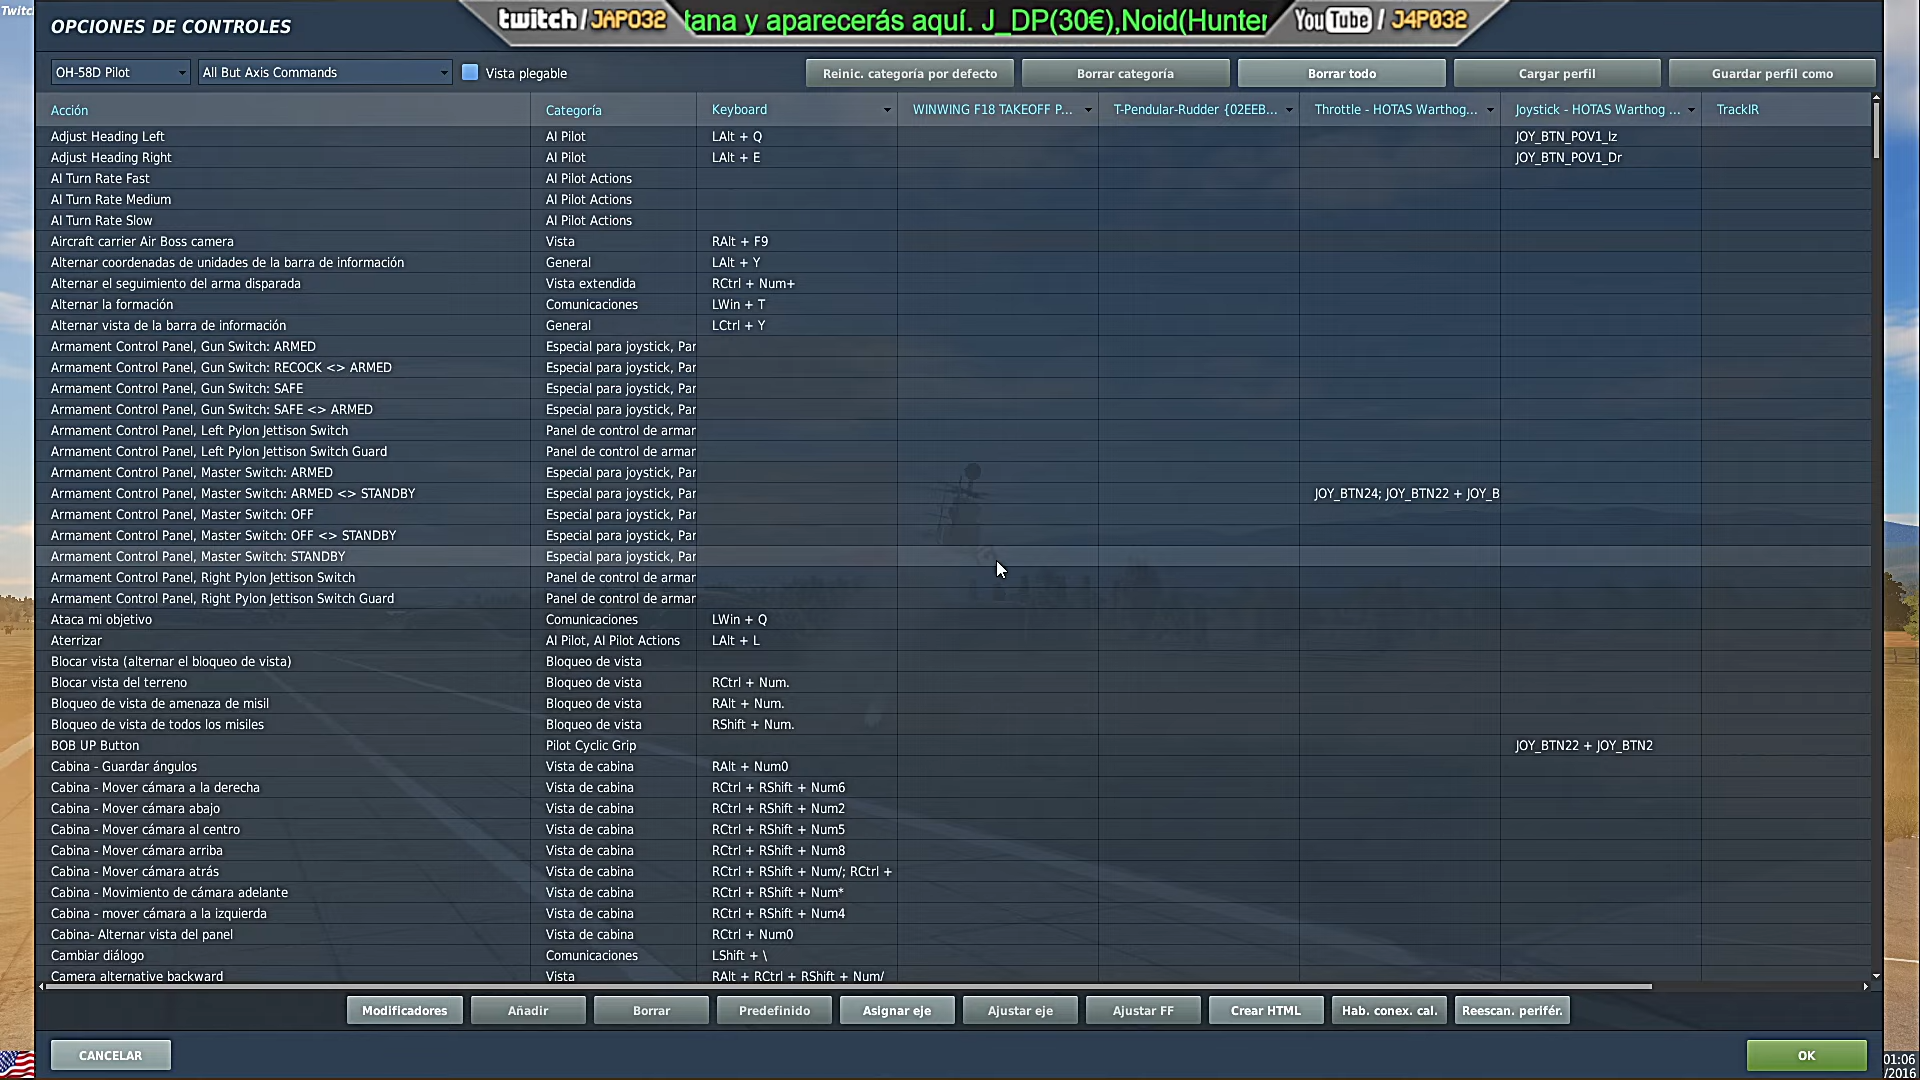 Twitc
OPCIONES DE CONTROLES
twitch / JAPO32
tana y aparecerás aquí. J_DP(30€),Noid(Hunter
YouTube / J4P032
OH-58D Pilot
All But Axis Commands
Vista plegable
Reinic. categoría por defecto
Borrar categoría
Borrar todo
Cargar perfil
Guardar perfil como
Acción Categoría Keyboard WINWING F18 TAKEOFF P... T-Pendular-Rudder {02EEB... Throttle - HOTAS Warthog... Joystick - HOTAS Warthog ... TrackIR
Adjust Heading Left AI Pilot LAlt + Q JOY_BTN_POV1_Iz
Adjust Heading Right AI Pilot LAlt + E JOY_BTN_POV1_Dr
AI Turn Rate Fast AI Pilot Actions
AI Turn Rate Medium AI Pilot Actions
AI Turn Rate Slow AI Pilot Actions
Aircraft carrier Air Boss camera Vista RAlt + F9
Alternar coordenadas de unidades de la barra de información General LAlt + Y
Alternar el seguimiento del arma disparada Vista extendida RCtrl + Num+
Alternar la formación Comunicaciones LWin + T
Alternar vista de la barra de información General LCtrl + Y
Armament Control Panel, Gun Switch: ARMED Especial para joystick, Par
Armament Control Panel, Gun Switch: RECOCK <> ARMED Especial para joystick, Par
Armament Control Panel, Gun Switch: SAFE Especial para joystick, Par
Armament Control Panel, Gun Switch: SAFE <> ARMED Especial para joystick, Par
Armament Control Panel, Left Pylon Jettison Switch Panel de control de armar
Armament Control Panel, Left Pylon Jettison Switch Guard Panel de control de armar
Armament Control Panel, Master Switch: ARMED Especial para joystick, Par
Armament Control Panel, Master Switch: ARMED <> STANDBY Especial para joystick, Par JOY_BTN24; JOY_BTN22 + JOY_B
Armament Control Panel, Master Switch: OFF Especial para joystick, Par
Armament Control Panel, Master Switch: OFF <> STANDBY Especial para joystick, Par
Armament Control Panel, Master Switch: STANDBY Especial para joystick, Par
Armament Control Panel, Right Pylon Jettison Switch Panel de control de armar
Armament Control Panel, Right Pylon Jettison Switch Guard Panel de control de armar
Ataca mi objetivo Comunicaciones LWin + Q
Aterrizar AI Pilot, AI Pilot Actions LAlt + L
Blocar vista (alternar el bloqueo de vista) Bloqueo de vista
Blocar vista del terreno Bloqueo de vista RCtrl + Num.
Bloqueo de vista de amenaza de misil Bloqueo de vista RAlt + Num.
Bloqueo de vista de todos los misiles Bloqueo de vista RShift + Num.
BOB UP Button Pilot Cyclic Grip JOY_BTN22 + JOY_BTN2
Cabina - Guardar ángulos Vista de cabina RAlt + Num0
Cabina - Mover cámara a la derecha Vista de cabina RCtrl + RShift + Num6
Cabina - Mover cámara abajo Vista de cabina RCtrl + RShift + Num2
Cabina - Mover cámara al centro Vista de cabina RCtrl + RShift + Num5
Cabina - Mover cámara arriba Vista de cabina RCtrl + RShift + Num8
Cabina - Mover cámara atrás Vista de cabina RCtrl + RShift + Num/; RCtrl +
Cabina - Movimiento de cámara adelante Vista de cabina RCtrl + RShift + Num*
Cabina - mover cámara a la izquierda Vista de cabina RCtrl + RShift + Num4
Cabina- Alternar vista del panel Vista de cabina RCtrl + Num0
Cambiar diálogo Comunicaciones LShift + \
Camera alternative backward Vista RAlt + RCtrl + RShift + Num/
Modificadores
Añadir
Borrar
Predefinido
Asignar eje
Ajustar eje
Ajustar FF
Crear HTML
Hab. conex. cal.
Reescan. perifér.
CANCELAR
OK
01:06
/2016